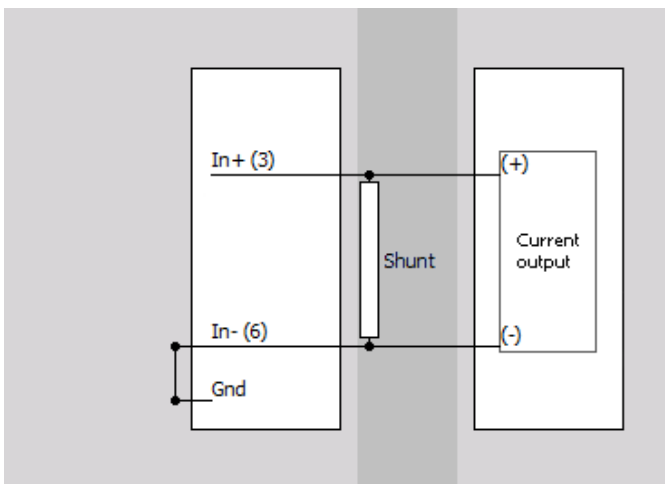 In+ (3)
(+)
Current
output
Shunt
In- (6)
(-)
Gnd